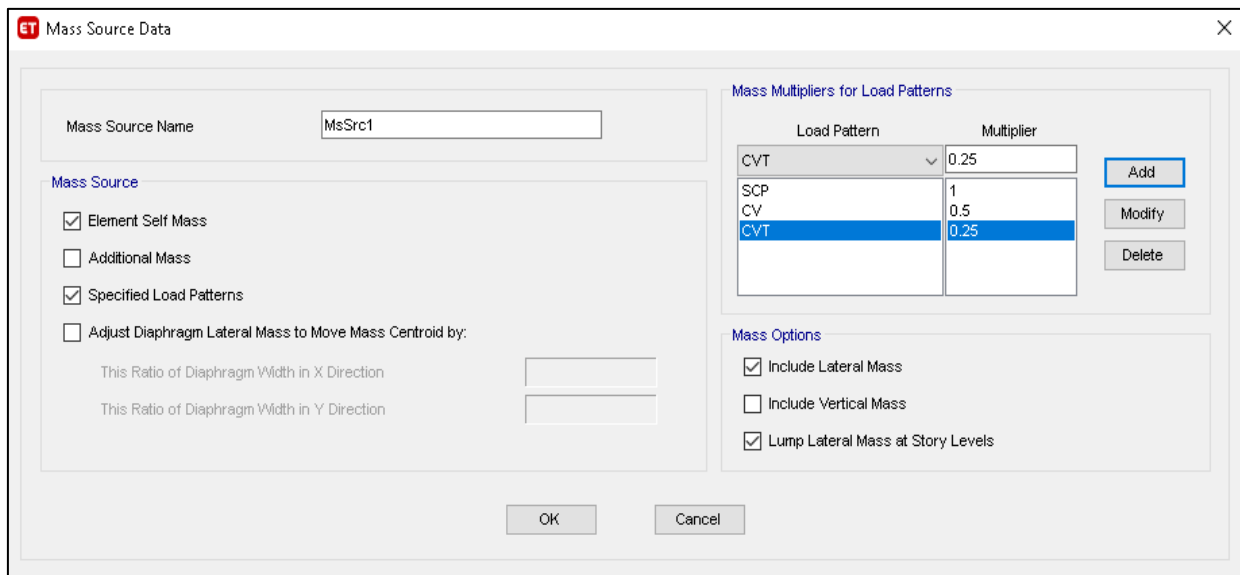 ET Mass Source Data
Mass Source Name MsSrc1
Mass Source
Element Self Mass
Additional Mass
Specified Load Patterns
Adjust Diaphragm Lateral Mass to Move Mass Centroid by:
This Ratio of Diaphragm Width in X Direction
This Ratio of Diaphragm Width in Y Direction
Mass Multipliers for Load Patterns
Load Pattern Multiplier
CVT 0.25
SCP 1
CV 0.5
CVT 0.25
Add
Modify
Delete
Mass Options
Include Lateral Mass
Include Vertical Mass
Lump Lateral Mass at Story Levels
OK Cancel